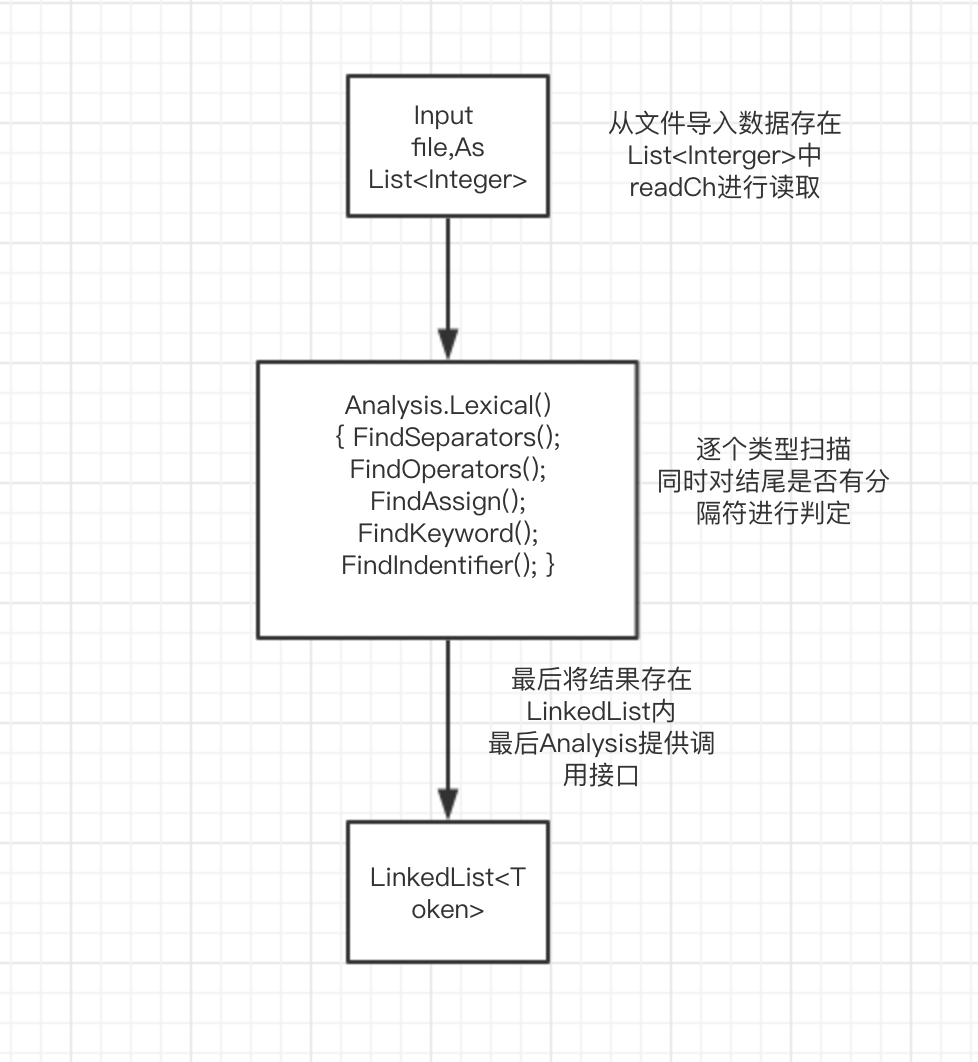 Input
file,As
List<Integer>
从文件导入数据存在
List<Interger>中
readCh进行读取
Analysis.Lexical()
{ FindSeparators();
FindOperators();
FindAssign();
FindKeyword();
FindIndentifier(); }
逐个类型扫描
同时对结尾是否有分
隔符进行判定
最后将结果存在
LinkedList内
最后Analysis提供调
用接口
LinkedList<T
oken>